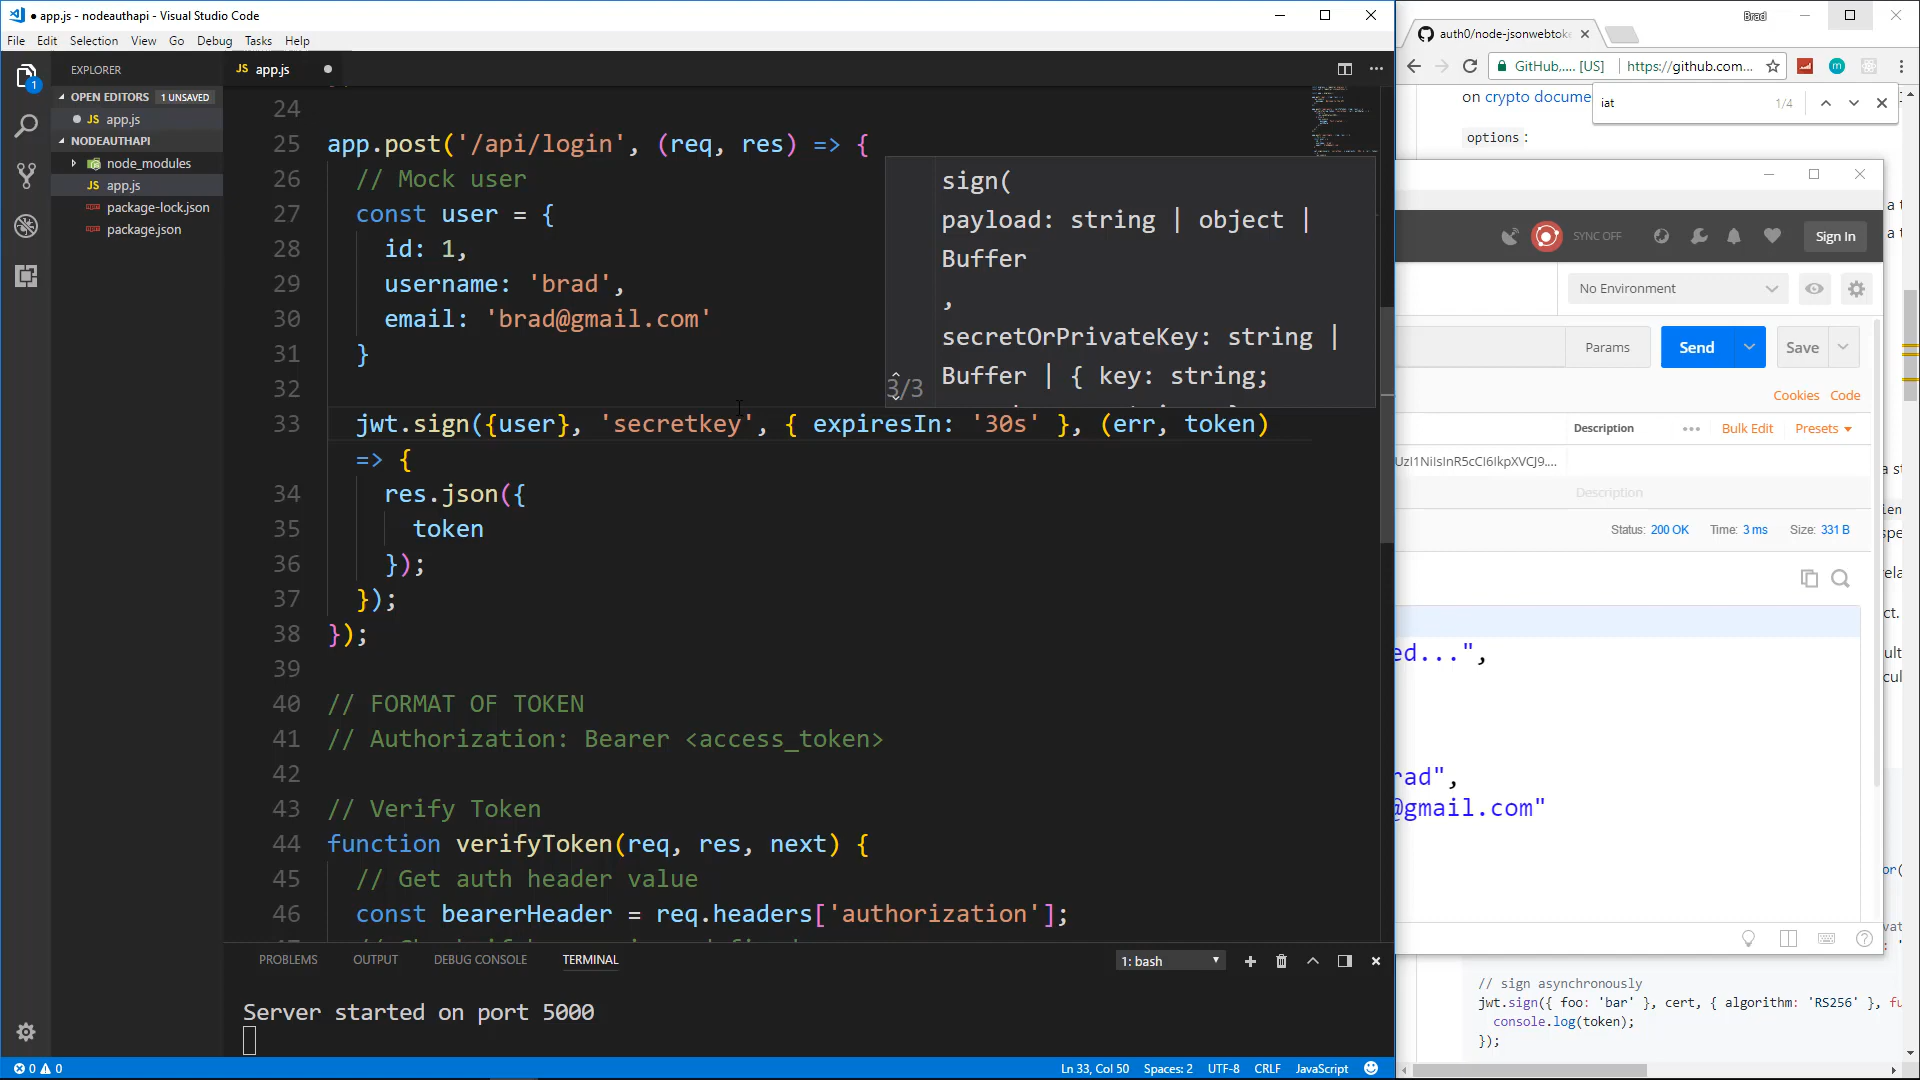 ● app.js - nodeauthapi - Visual Studio Code
File Edit Selection View Go Debug Tasks Help
EXPLORER
OPEN EDITORS 1 UNSAVED
JS app.js
NODEAUTHAPI
node_modules
JS app.js
package-lock.json
package.json
1
JS app.js
24
25 app.post('/api/login', (req, res) => {
26 // Mock user
27 const user = {
28 id: 1,
29 username: 'brad',
30 email: 'brad@gmail.com'
31 }
32
33 jwt.sign({user}, 'secretkey', { expiresIn: '30s' }, (err, token)
=> {
34 res.json({
35 token
36 });
37 });
38 });
39
40 // FORMAT OF TOKEN
41 // Authorization: Bearer <access_token>
42
43 // Verify Token
44 function verifyToken(req, res, next) {
45 // Get auth header value
46 const bearerHeader = req.headers['authorization'];
sign(
payload: string | object |
Buffer
,
secretOrPrivateKey: string |
Buffer | { key: string;
3/3
PROBLEMS OUTPUT DEBUG CONSOLE TERMINAL
1: bash
Server started on port 5000
0 0
Ln 33, Col 50 Spaces: 2 UTF-8 CRLF JavaScript
Brad
auth0/node-jsonwebtok
GitHub,.... [US] https://github.com...
on crypto docume
iat 1/4
options :
SYNC OFF
Sign In
No Environment
Params
Send
Save
Cookies Code
Description ••• Bulk Edit Presets
UzI1NiIsInR5cCI6IkpXVCJ9....
Description
Status: 200 OK Time: 3 ms Size: 331 B
ed...",
rad",
@gmail.com"
// sign asynchronously
jwt.sign({ foo: 'bar' }, cert, { algorithm: 'RS256' }, fu
console.log(token);
});